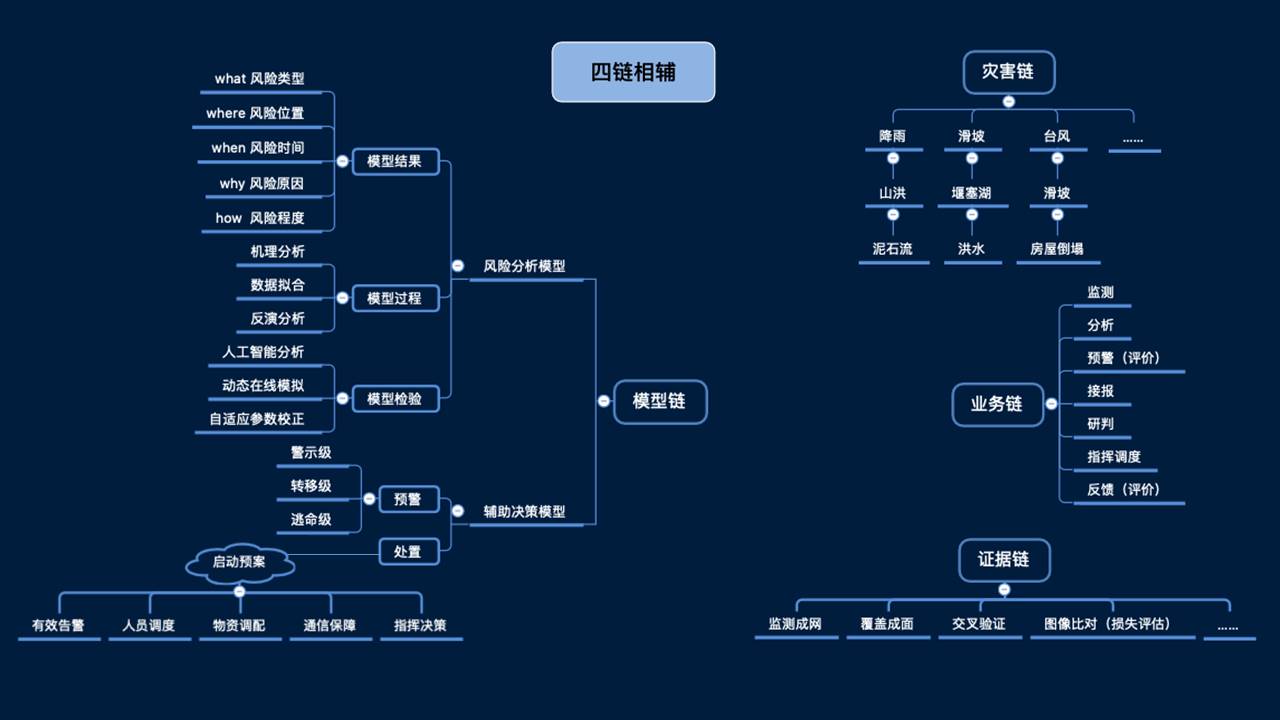 四链相辅
what 风险类型
where 风险位置
when 风险时间
why 风险原因
how 风险程度
模型结果
机理分析
数据拟合
反演分析
模型过程
人工智能分析
动态在线模拟
自适应参数校正
模型检验
风险分析模型
模型链
警示级
转移级
逃命级
预警
辅助决策模型
处置
启动预案
有效告警
人员调度
物资调配
通信保障
指挥决策
灾害链
降雨
滑坡
台风
......
山洪
堰塞湖
滑坡
泥石流
洪水
房屋倒塌
业务链
监测
分析
预警（评价）
接报
研判
指挥调度
反馈（评价）
证据链
监测成网
覆盖成面
交叉验证
图像比对（损失评估）
......